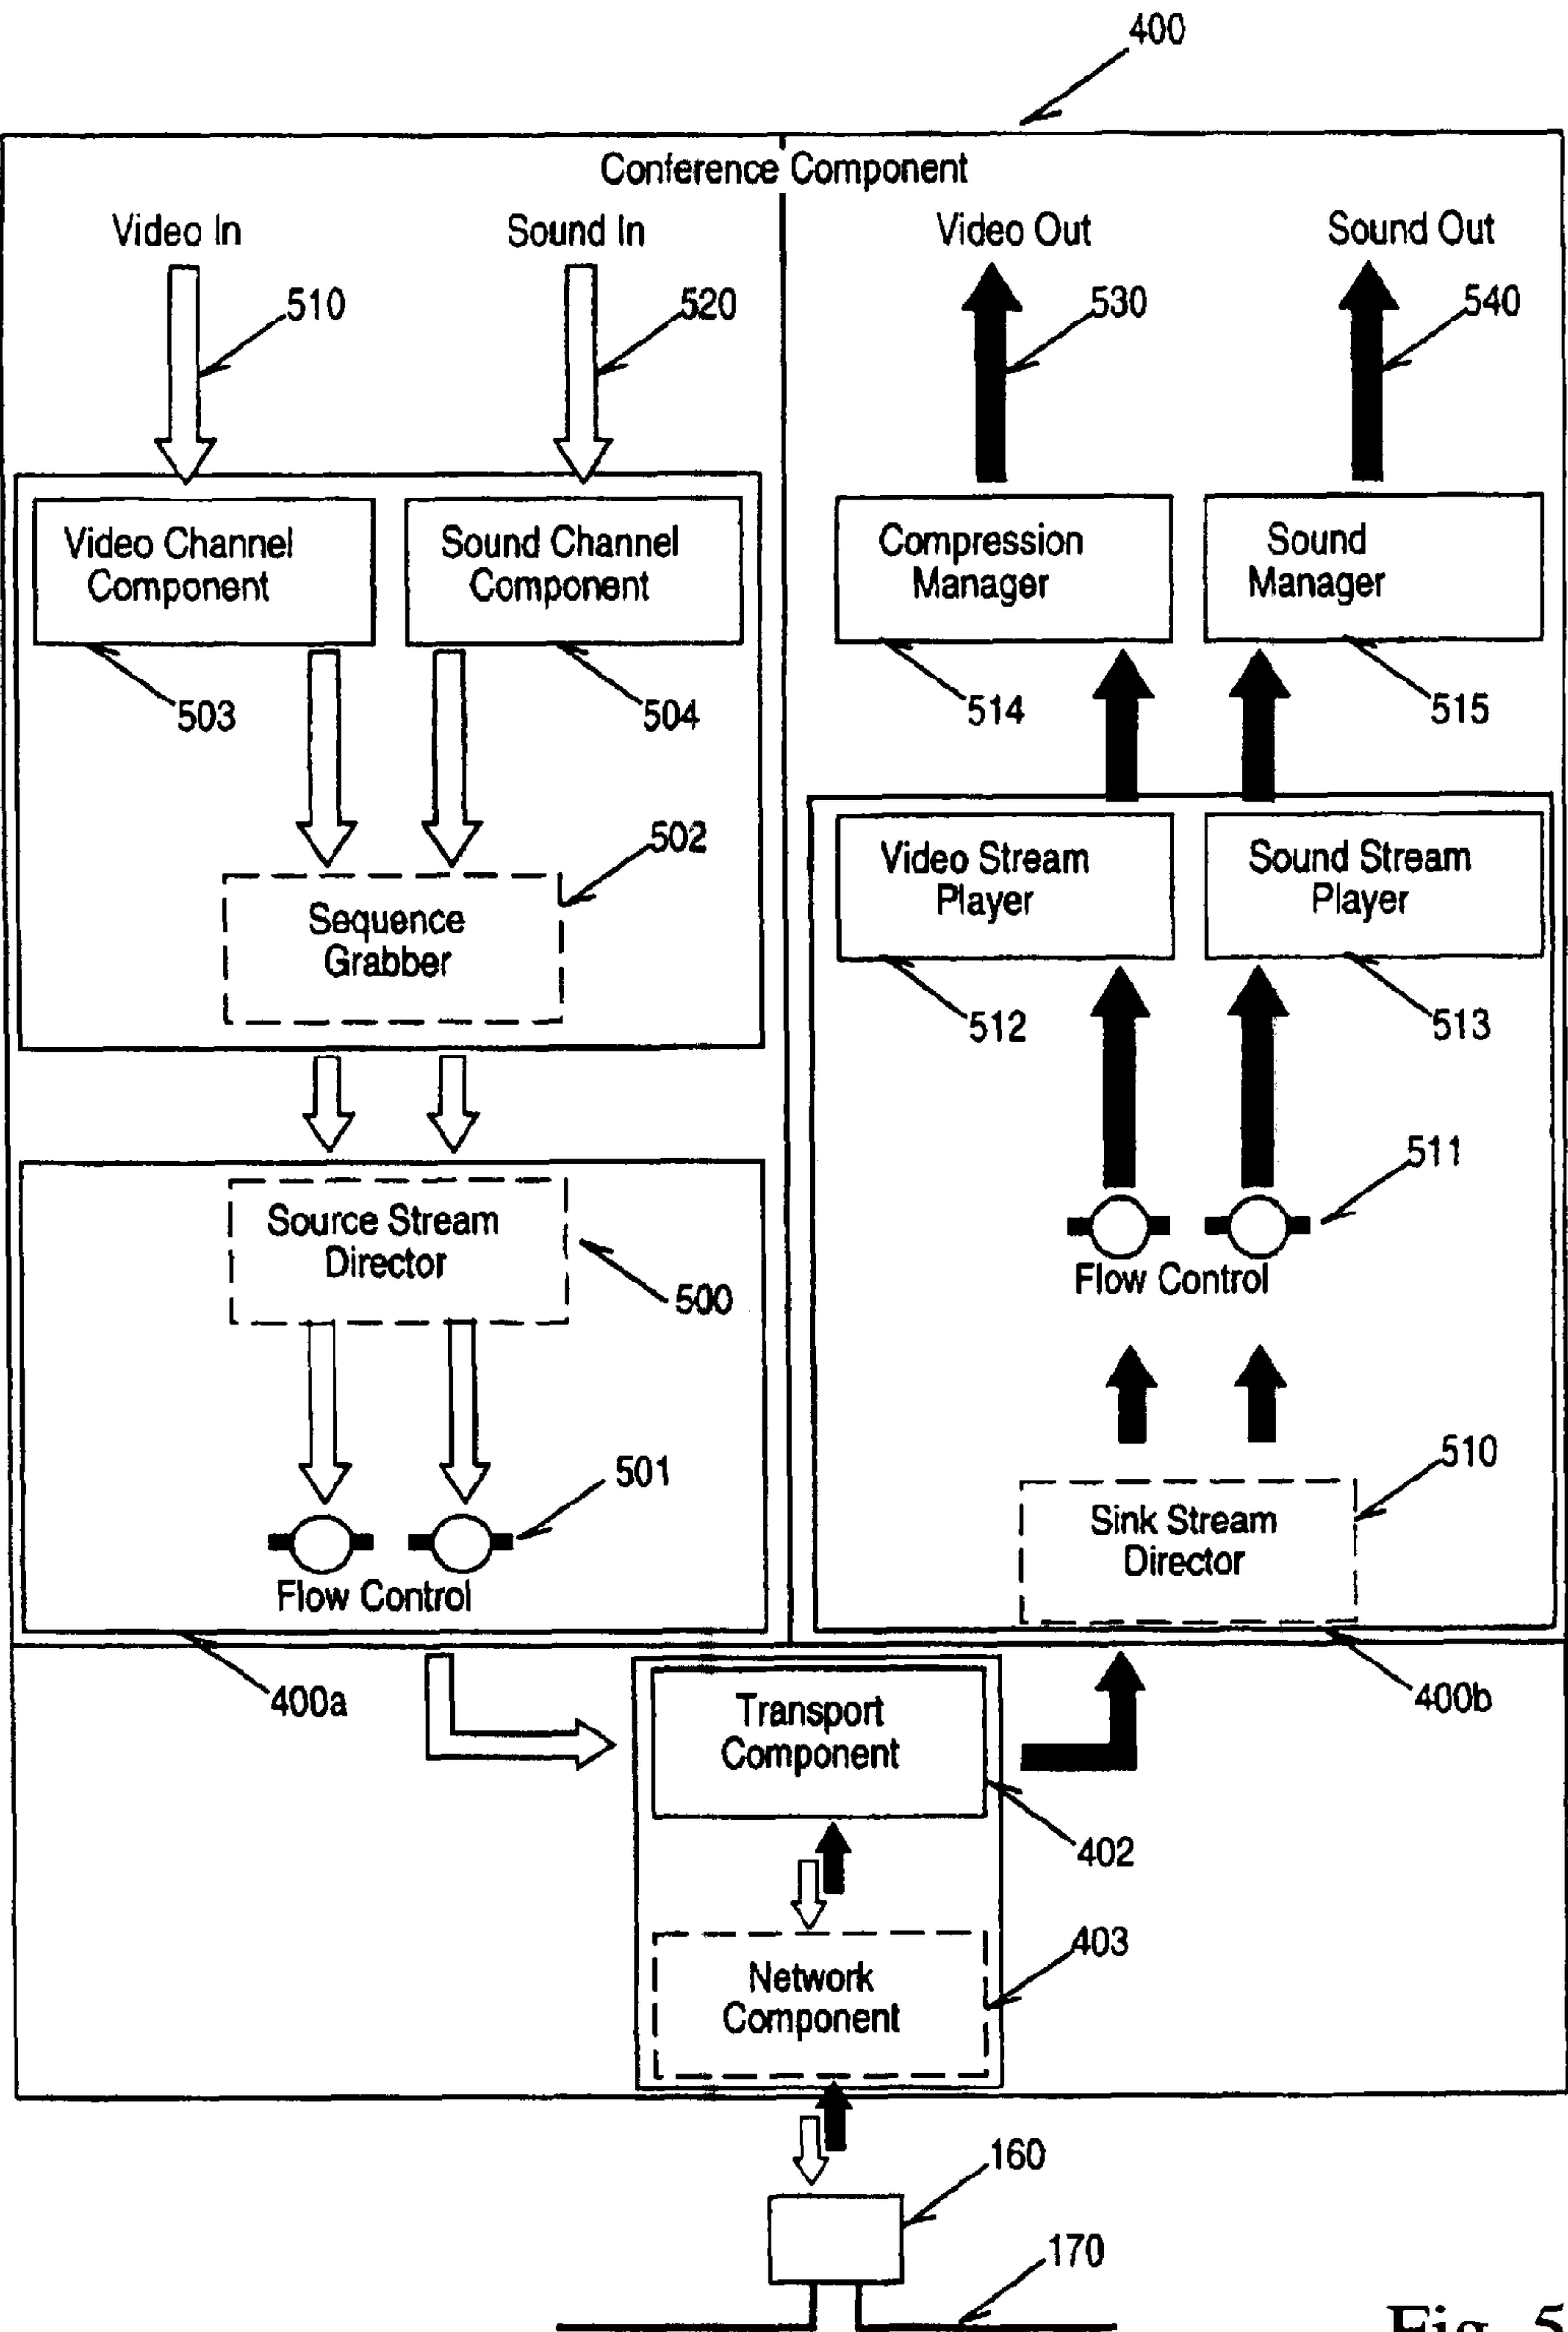 400
Conference Component
Video In
Sound In
Video Out
Sound Out
510
520
530
540
Video Channel
Component
Sound Channel
Component
Compression
Manager
Sound
Manager
503
504
514
515
502
Sequence
Grabber
Video Stream
Player
Sound Stream
Player
512
513
Source Stream
Director
500
511
Flow Control
501
Flow Control
510
Sink Stream
Director
400a
400b
Transport
Component
402
403
Network
Component
160
170
Fig. 5